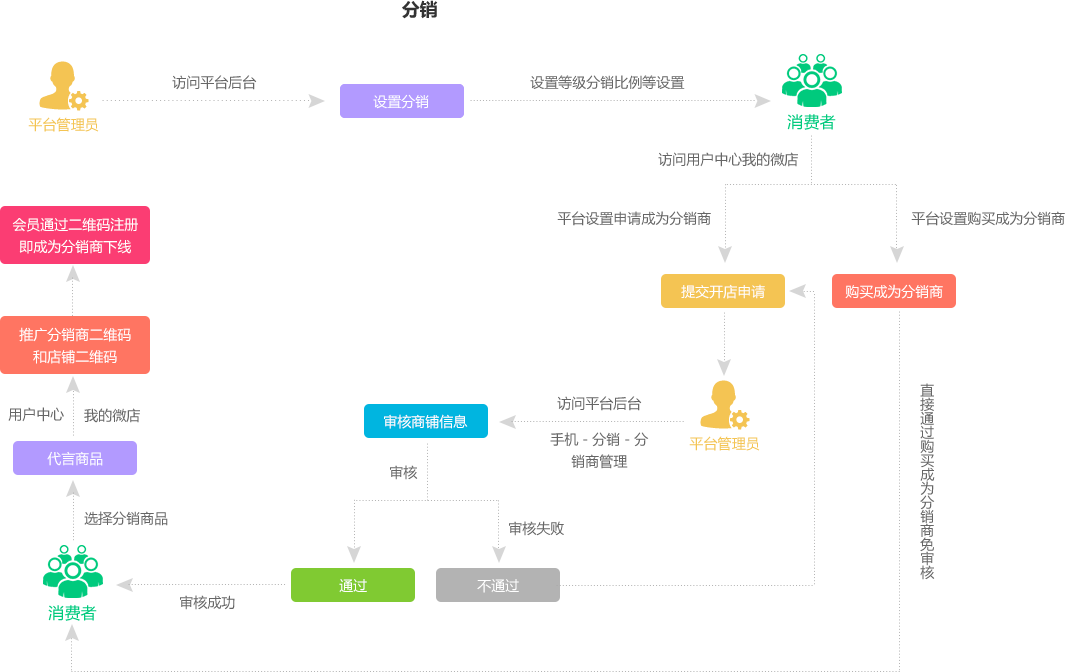 分销
访问平台后台
设置等级分销比例等设置
设置分销
平台管理员
消费者
访问用户中心我的微店
平台设置申请成为分销商
平台设置购买成为分销商
会员通过二维码注册
即成为分销商下线
提交开店申请
购买成为分销商
推广分销商二维码
和店铺二维码
用户中心
我的微店
访问平台后台
审核商铺信息
手机 - 分销 - 分
销商管理
平台管理员
直接通过购买成为分销商免审核
代言商品
审核
选择分销商品
审核失败
通过
不通过
审核成功
消费者